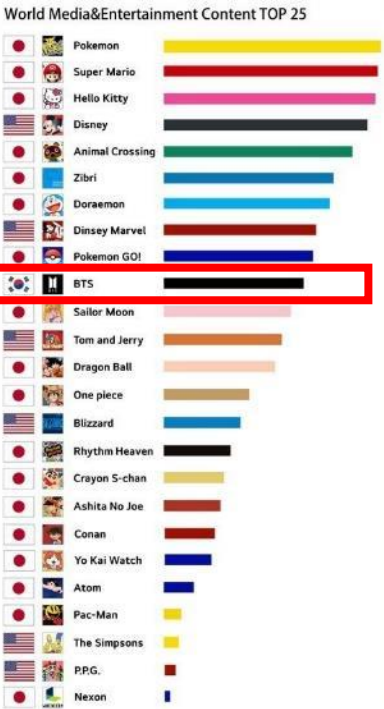 World Media&Entertainment Content TOP 25
Pokemon
Super Mario
Hello Kitty
Disney
Animal Crossing
Zibri
Doraemon
Dinsey Marvel
Pokemon GO!
BTS
Sailor Moon
Tom and Jerry
Dragon Ball
One piece
Blizzard
Rhythm Heaven
Crayon S-chan
Ashita No Joe
Conan
Yo Kai Watch
Atom
Pac-Man
The Simpsons
P.P.G.
Nexon